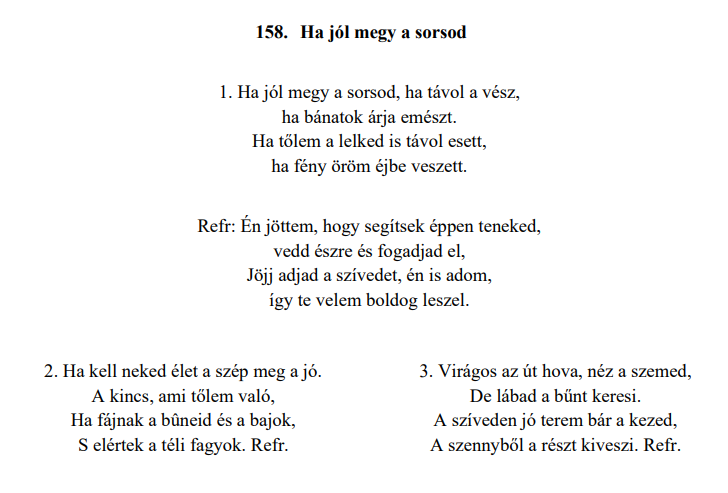 158. Ha jól megy a sorsod
1. Ha jól megy a sorsod, ha távol a vész,
ha bánatok árja emészt.
Ha tőlem a lelked is távol esett,
ha fény öröm éjbe veszett.
Refr: Én jöttem, hogy segítsek éppen teneked,
vedd észre és fogadjad el,
Jöjj adjad a szívedet, én is adom,
így te velem boldog leszel.
2. Ha kell neked élet a szép meg a jó.
A kincs, ami tőlem való,
Ha fájnak a bûneid és a bajok,
S elértek a téli fagyok. Refr.
3. Virágos az út hova, néz a szemed,
De lábad a bűnt keresi.
A szíveden jó terem bár a kezed,
A szennyből a részt kiveszi. Refr.